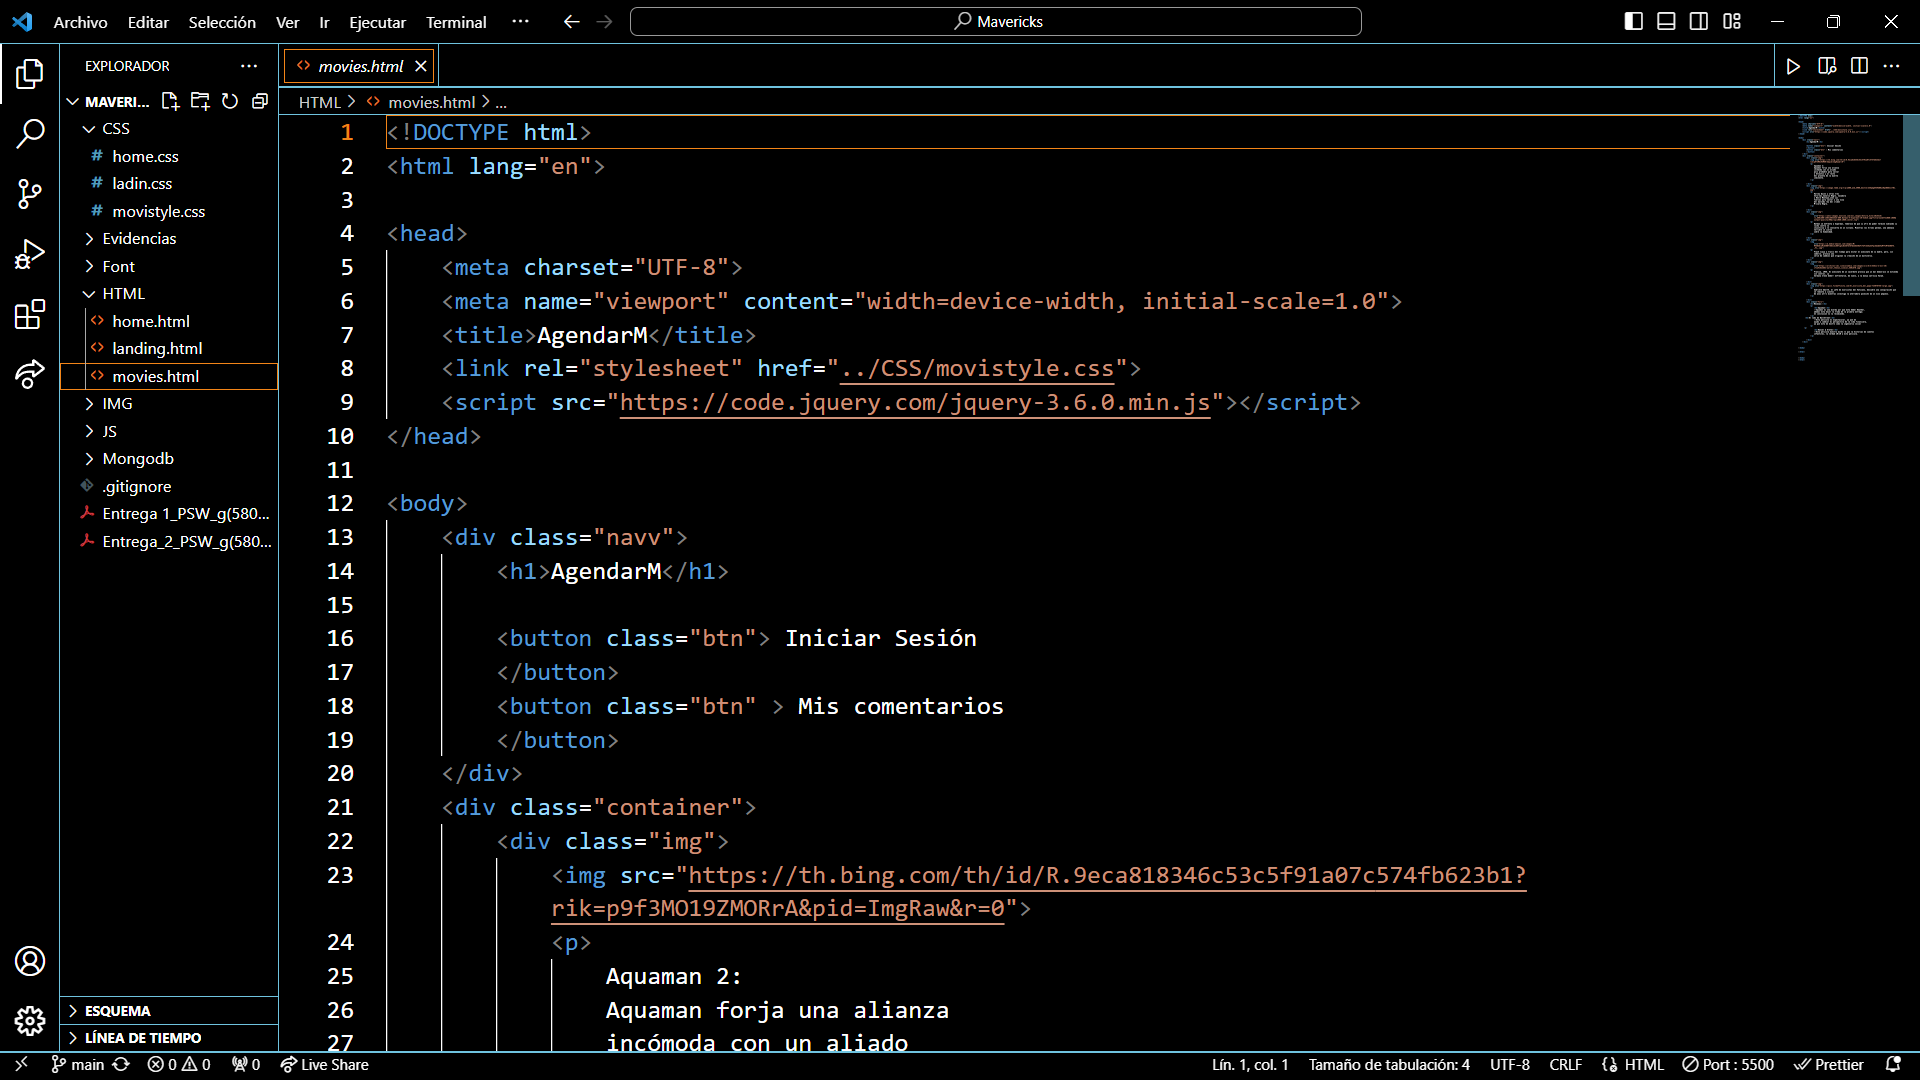 Archivo Editar Selección Ver Ir Ejecutar Terminal ···
Mavericks
EXPLORADOR
movies.html
MAVERI...
HTML > movies.html > ...
CSS
home.css
ladin.css
movistyle.css
Evidencias
Font
HTML
home.html
landing.html
movies.html
IMG
JS
Mongodb
.gitignore
Entrega 1_PSW_g(580...
Entrega_2_PSW_g(580...
ESQUEMA
LÍNEA DE TIEMPO
1 <!DOCTYPE html>
2 <html lang="en">
3
4 <head>
5 <meta charset="UTF-8">
6 <meta name="viewport" content="width=device-width, initial-scale=1.0">
7 <title>AgendarM</title>
8 <link rel="stylesheet" href="../CSS/movistyle.css">
9 <script src="https://code.jquery.com/jquery-3.6.0.min.js"></script>
10 </head>
11
12 <body>
13 <div class="navv">
14 <h1>AgendarM</h1>
15
16 <button class="btn"> Iniciar Sesión
17 </button>
18 <button class="btn" > Mis comentarios
19 </button>
20 </div>
21 <div class="container">
22 <div class="img">
23 <img src="https://th.bing.com/th/id/R.9eca818346c53c5f91a07c574fb623b1?
rik=p9f3MO19ZMORrA&pid=ImgRaw&r=0">
24 <p>
25 Aquaman 2:
26 Aquaman forja una alianza
27 incómoda con un aliado
main 0 0 0 Live Share Lín. 1, col. 1 Tamaño de tabulación: 4 UTF-8 CRLF HTML Port : 5500 Prettier